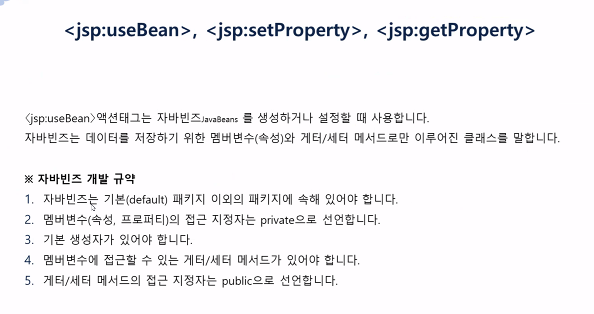 <jsp:useBean>, <jsp:setProperty>, <jsp:getProperty>
〈jsp:useBean〉액션태그는 자바빈즈JavaBeans 를 생성하거나 설정할 때 사용합니다.
자바빈즈는 데이터를 저장하기 위한 멤버변수(속성)와 게터/세터 메서드로만 이루어진 클래스를 말합니다.
※ 자바빈즈 개발 규약
1. 자바빈즈는 기본(default) 패키지 이외의 패키지에 속해 있어야 합니다.
2. 멤버변수(속성, 프로퍼티)의 접근 지정자는 private으로 선언합니다.
3. 기본 생성자가 있어야 합니다.
4. 멤버변수에 접근할 수 있는 게터/세터 메서드가 있어야 합니다.
5. 게터/세터 메서드의 접근 지정자는 public으로 선언합니다.